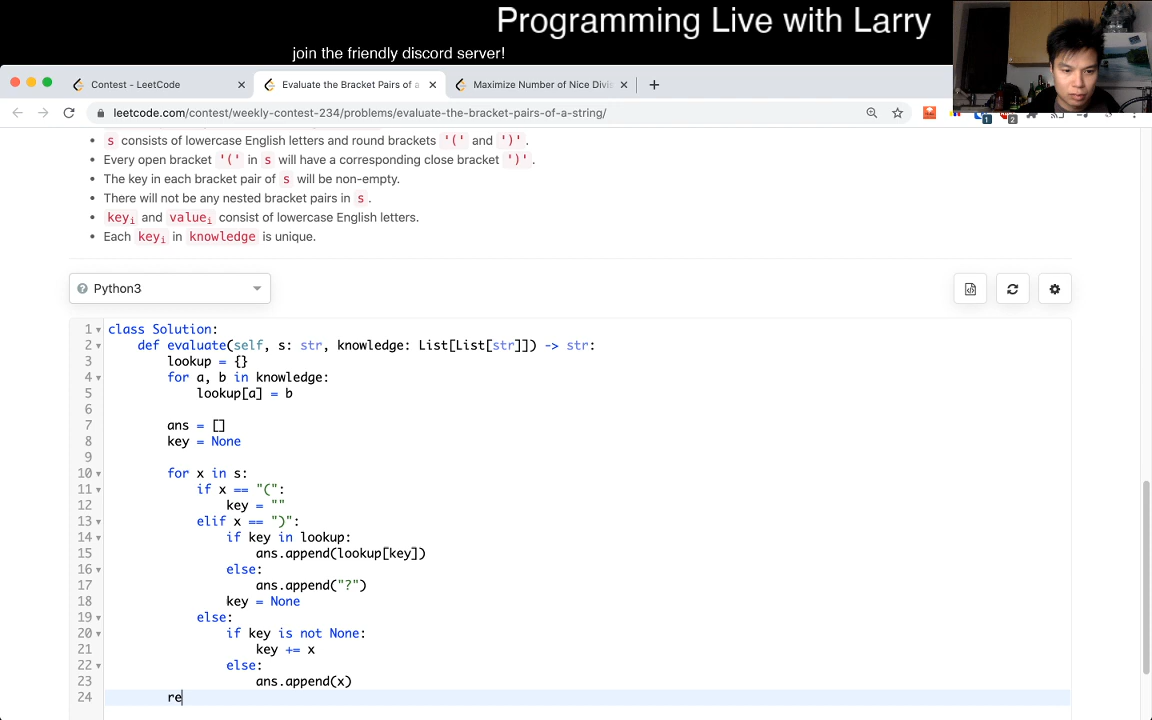 Programming Live with Larry
join the friendly discord server!
Contest - LeetCode
Evaluate the Bracket Pairs of a
Maximize Number of Nice Divi
leetcode.com/contest/weekly-contest-234/problems/evaluate-the-bracket-pairs-of-a-string/
1
2
s consists of lowercase English letters and round brackets '(' and ')'.
Every open bracket '(' in s will have a corresponding close bracket ')'.
The key in each bracket pair of s will be non-empty.
There will not be any nested bracket pairs in s.
keyi and valuei consist of lowercase English letters.
Each keyi in knowledge is unique.
Python3
1 class Solution:
2 def evaluate(self, s: str, knowledge: List[List[str]]) -> str:
3 lookup = {}
4 for a, b in knowledge:
5 lookup[a] = b
6
7 ans = []
8 key = None
9
10 for x in s:
11 if x == "(":
12 key = ""
13 elif x == ")":
14 if key in lookup:
15 ans.append(lookup[key])
16 else:
17 ans.append("?")
18 key = None
19 else:
20 if key is not None:
21 key += x
22 else:
23 ans.append(x)
24 re